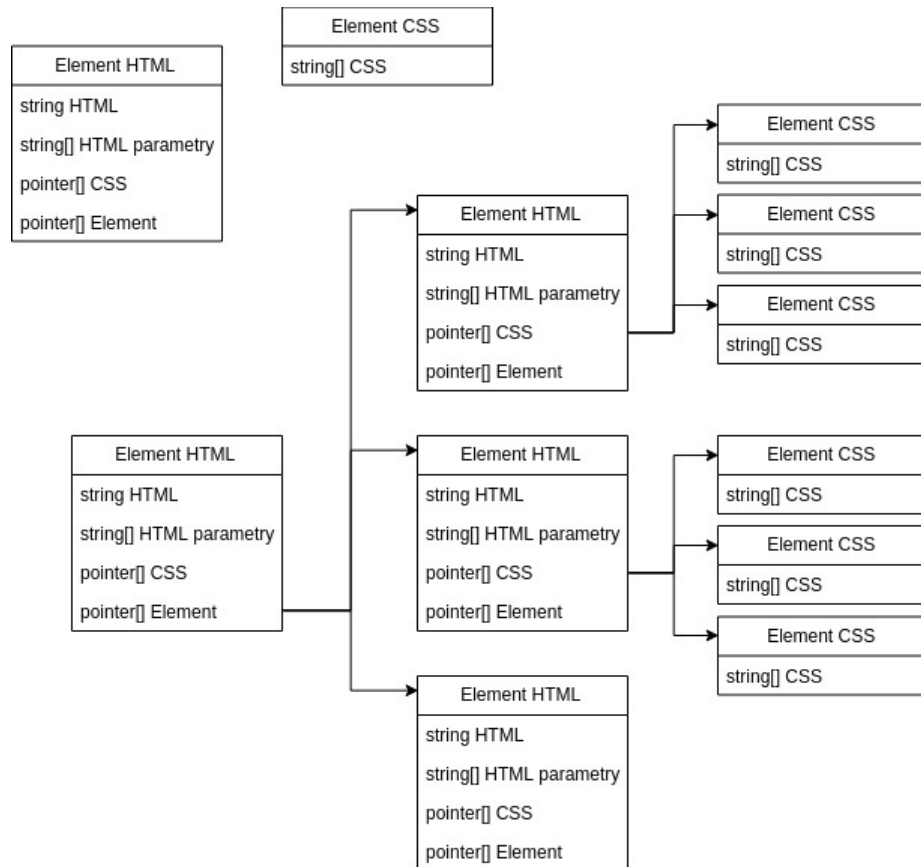 Element CSS
string[] CSS
Element HTML
string HTML
string[] HTML parametry
pointer[] CSS
pointer[] Element
Element HTML
string HTML
string[] HTML parametry
pointer[] CSS
pointer[] Element
Element HTML
string HTML
string[] HTML parametry
pointer[] CSS
pointer[] Element
Element CSS
string[] CSS
Element CSS
string[] CSS
Element CSS
string[] CSS
Element HTML
string HTML
string[] HTML parametry
pointer[] CSS
pointer[] Element
Element CSS
string[] CSS
Element CSS
string[] CSS
Element CSS
string[] CSS
Element HTML
string HTML
string[] HTML parametry
pointer[] CSS
pointer[] Element